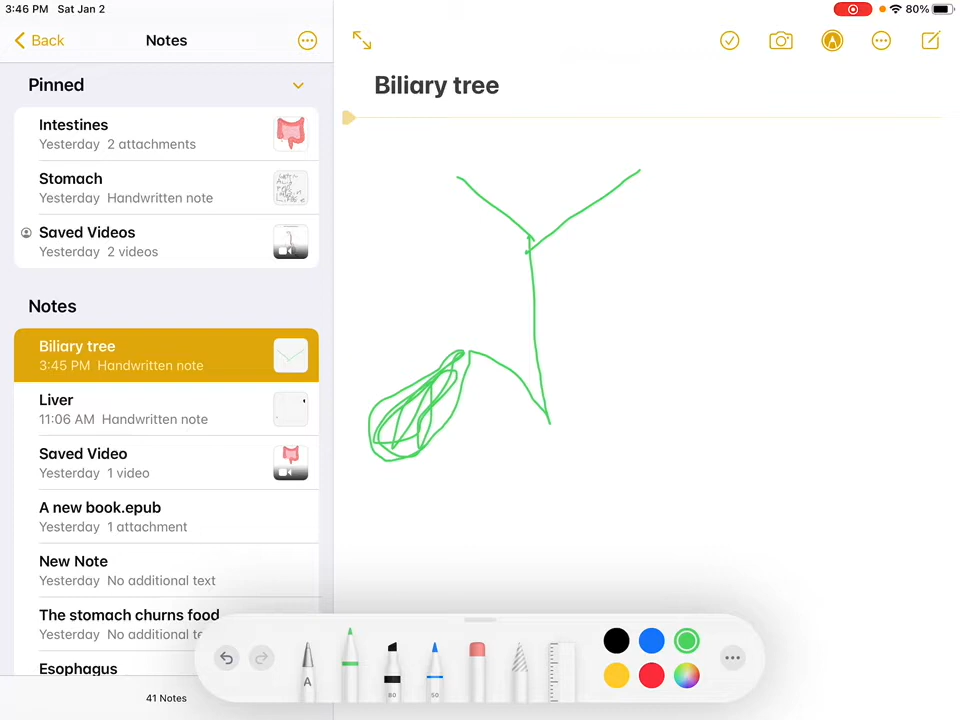 3:46 PM Sat Jan 2
80%
Back
Notes
Pinned
Intestines
Yesterday 2 attachments
Stomach
Yesterday Handwritten note
Saved Videos
Yesterday 2 videos
Notes
Biliary tree
3:45 PM Handwritten note
Liver
11:06 AM Handwritten note
Saved Video
Yesterday 1 video
A new book.epub
Yesterday 1 attachment
New Note
Yesterday No additional text
The stomach churns food
Yesterday No additional te
Esophagus
41 Notes
Biliary tree
A
80
50